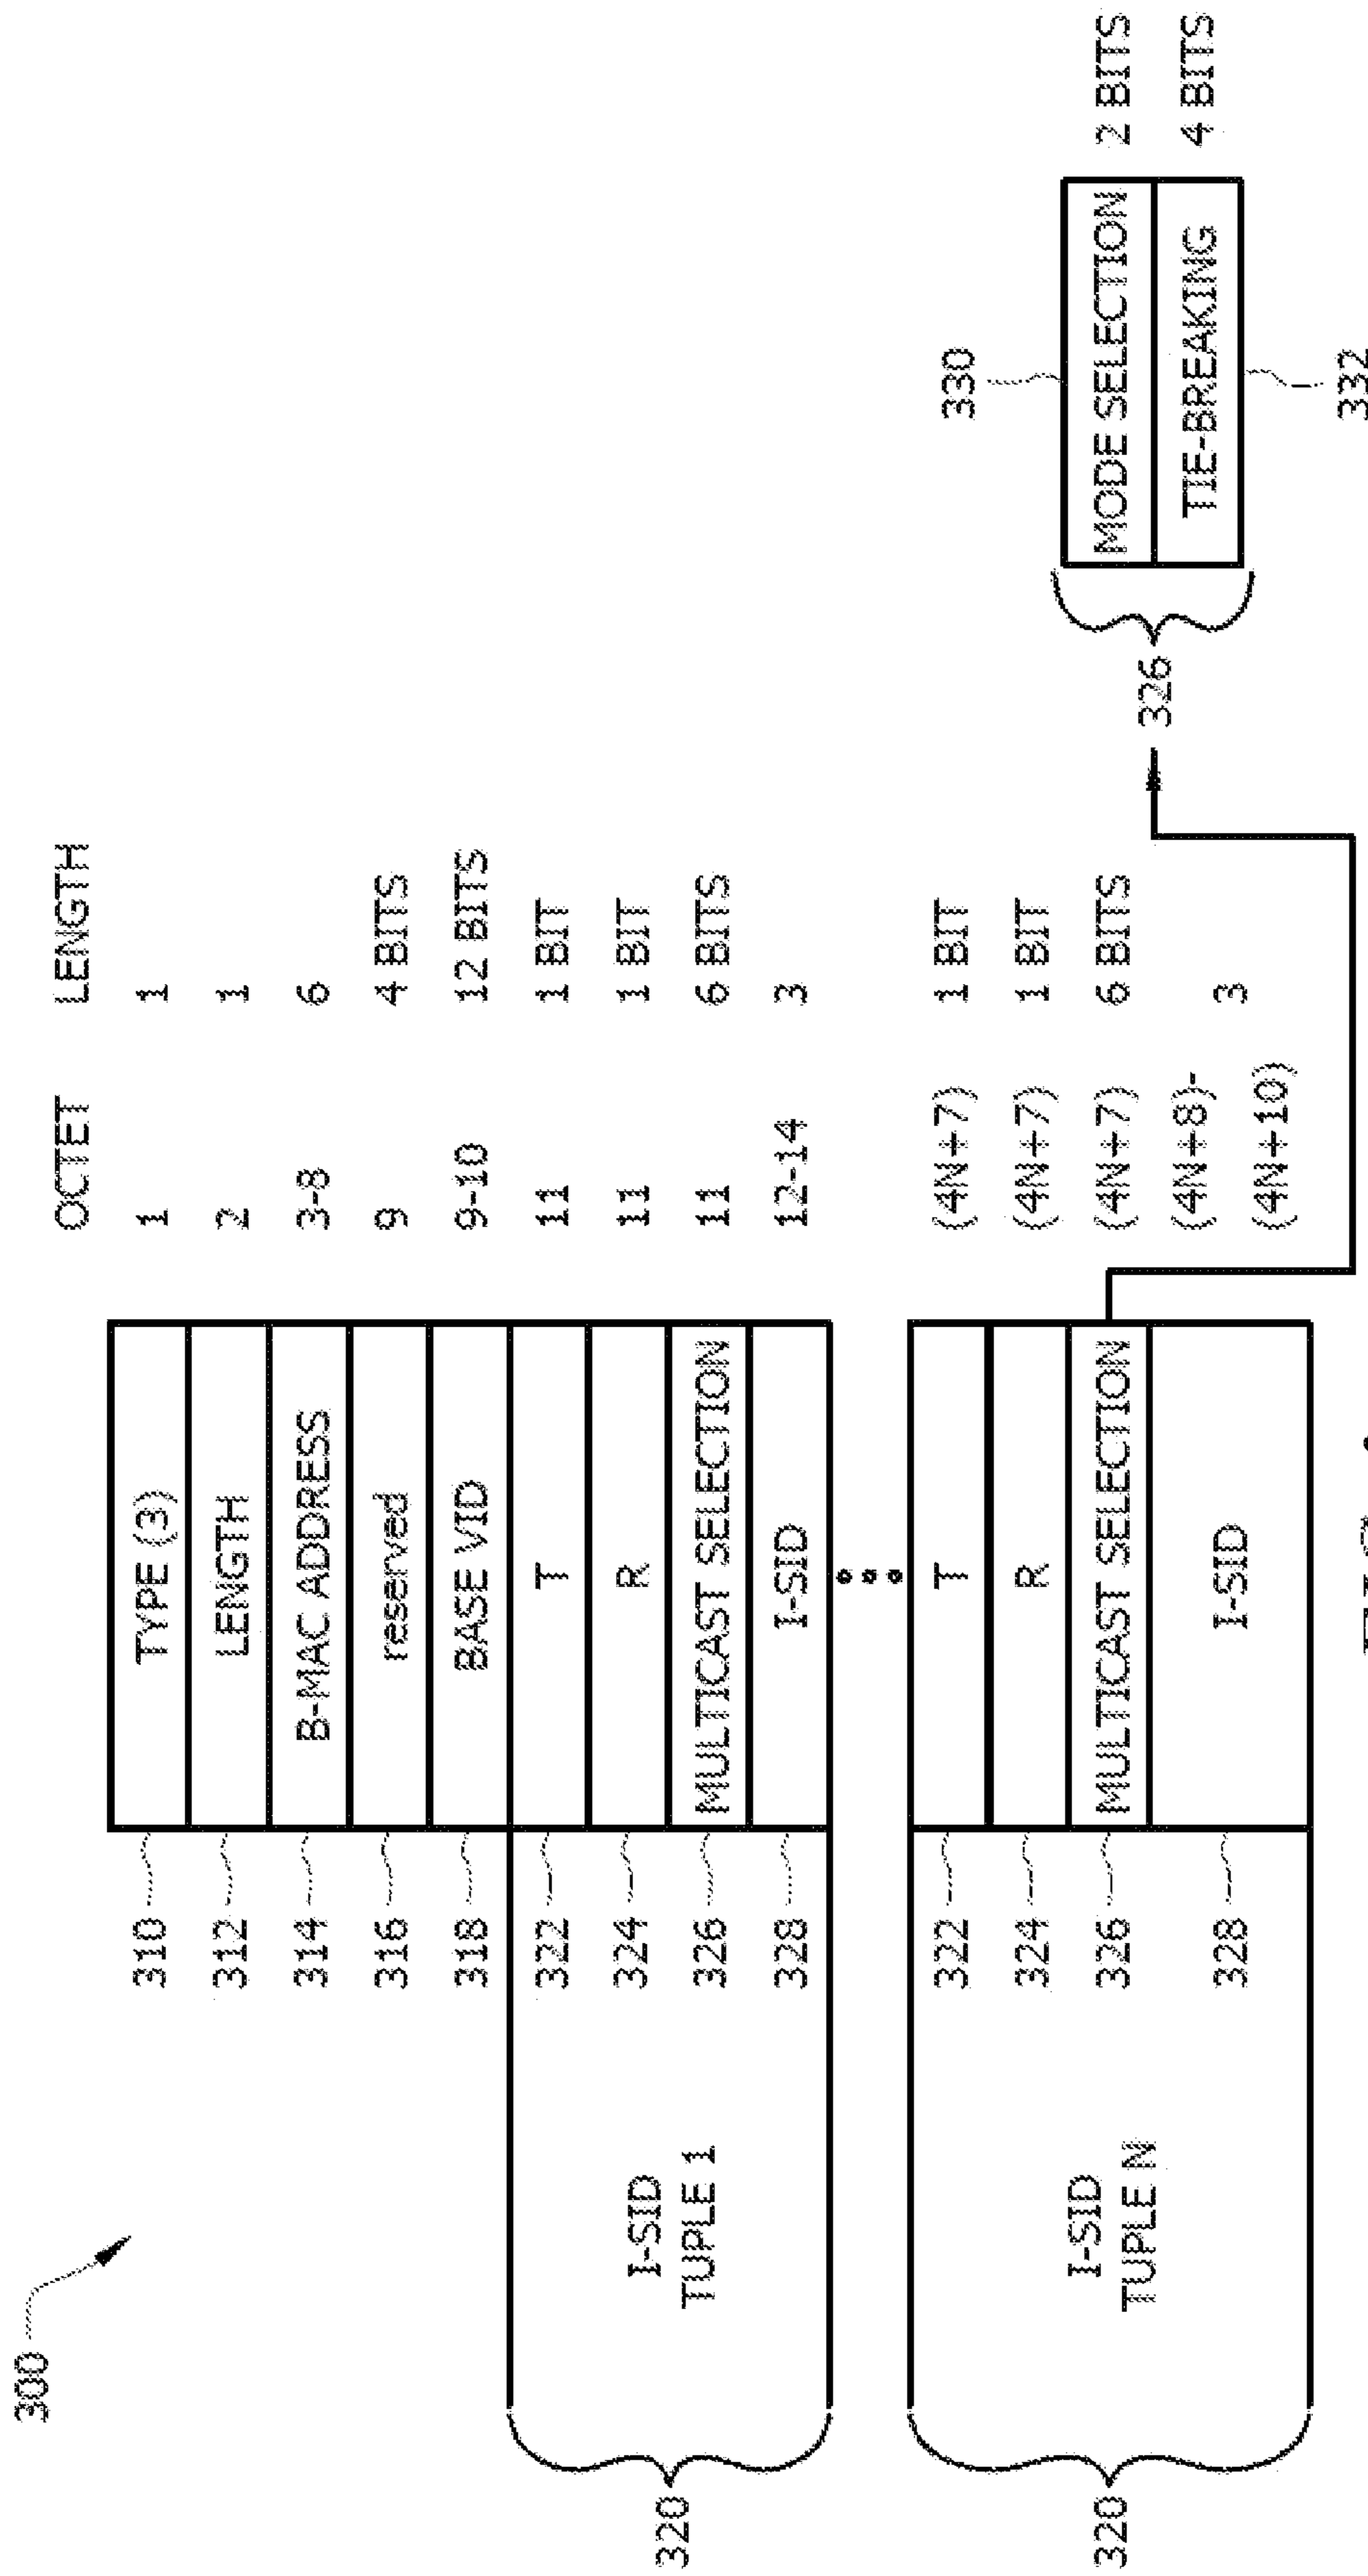 300
OCTET LENGTH
310 TYPE (3) 1 1
312 LENGTH 2 1
314 B-MAC ADDRESS 3-8 6
316 reserved 9 4 BITS
318 BASE VID 9-10 12 BITS
322 T 11 1 BIT
324 R 11 1 BIT
326 MULTICAST SELECTION 11 6 BITS
328 I-SID 12-14 3
320
I-SID
TUPLE 1
322 T (4N+7) 1 BIT
324 R (4N+7) 1 BIT
326 MULTICAST SELECTION (4N+7) 6 BITS
328 I-SID (4N+8)- 3
(4N+10)
320
I-SID
TUPLE N
326
330
MODE SELECTION 2 BITS
TIE-BREAKING 4 BITS
332